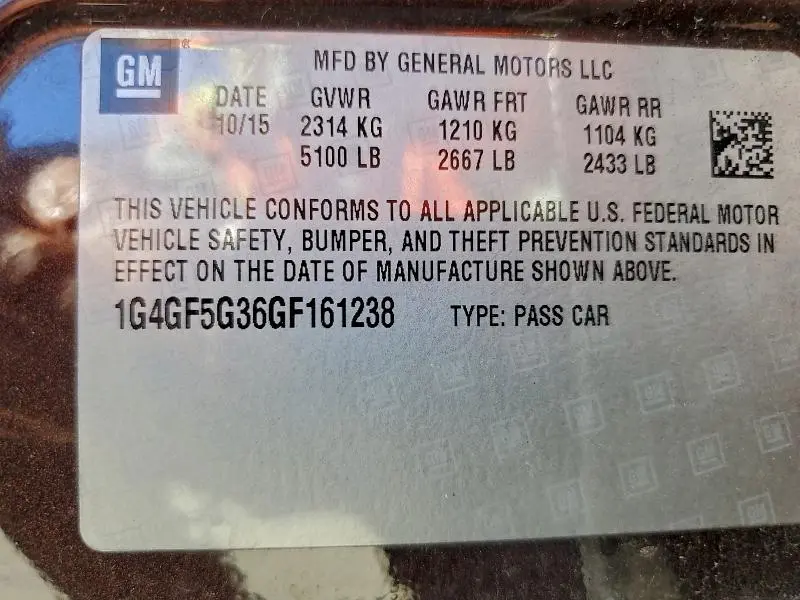 GM ®
MFD BY GENERAL MOTORS LLC
DATE GVWR GAWR FRT GAWR RR
10/15 2314 KG 1210 KG 1104 KG
5100 LB 2667 LB 2433 LB
THIS VEHICLE CONFORMS TO ALL APPLICABLE U.S. FEDERAL MOTOR
VEHICLE SAFETY, BUMPER, AND THEFT PREVENTION STANDARDS IN
EFFECT ON THE DATE OF MANUFACTURE SHOWN ABOVE.
1G4GF5G36GF161238 TYPE: PASS CAR